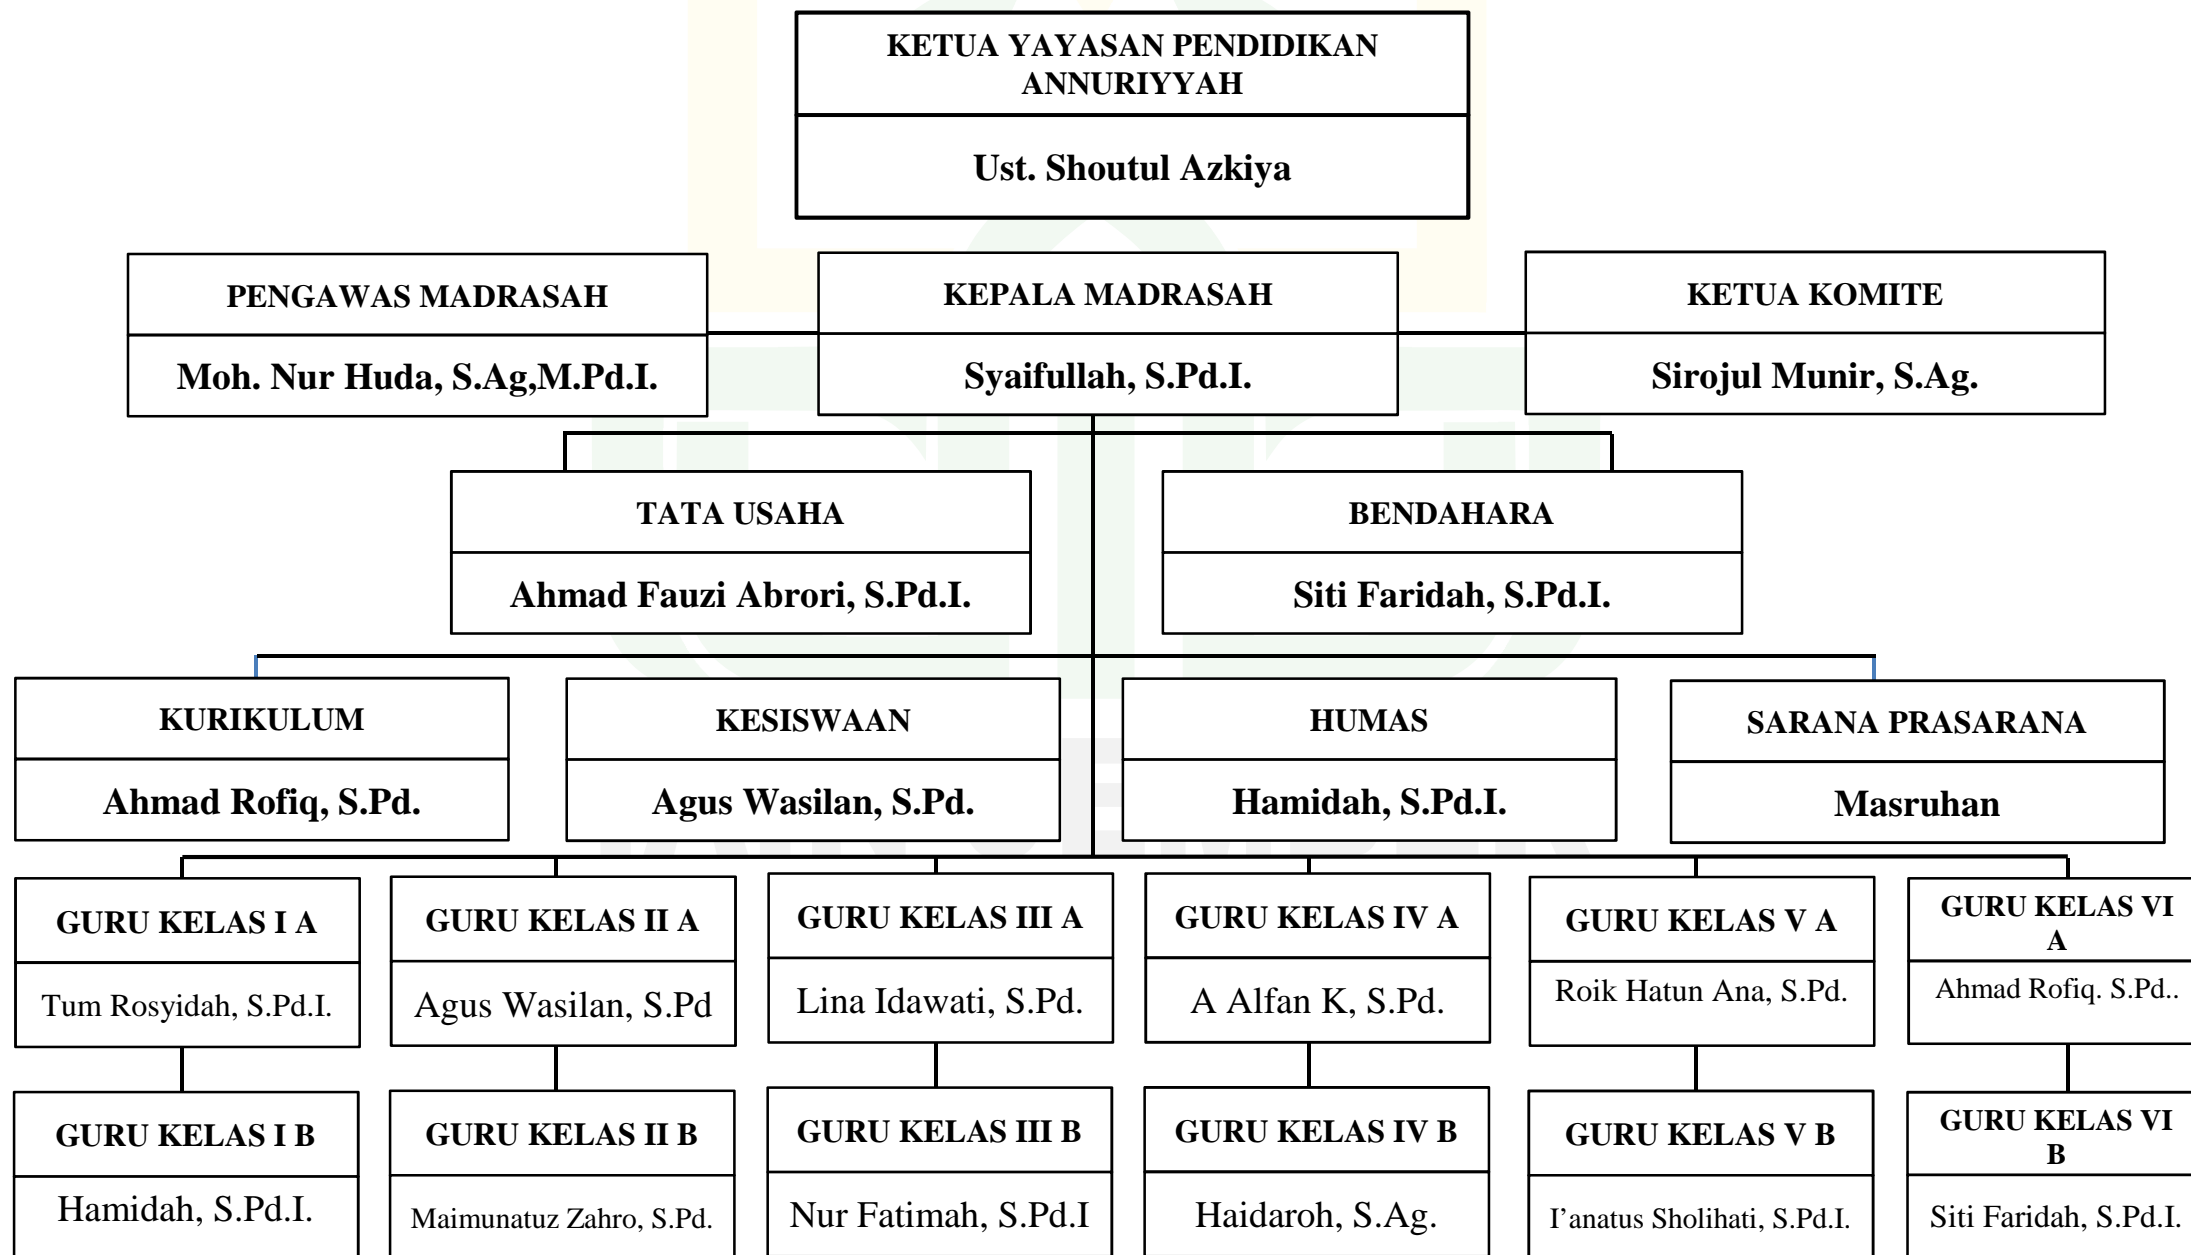 KETUA YAYASAN PENDIDIKAN
ANNURIYYAH
Ust. Shoutul Azkiya
PENGAWAS MADRASAH
Moh. Nur Huda, S.Ag,M.Pd.I.
KEPALA MADRASAH
Syaifullah, S.Pd.I.
KETUA KOMITE
Sirojul Munir, S.Ag.
TATA USAHA
Ahmad Fauzi Abrori, S.Pd.I.
BENDAHARA
Siti Faridah, S.Pd.I.
KURIKULUM
Ahmad Rofiq, S.Pd.
KESISWAAN
Agus Wasilan, S.Pd.
HUMAS
Hamidah, S.Pd.I.
SARANA PRASARANA
Masruhan
GURU KELAS I A
Tum Rosyidah, S.Pd.I.
GURU KELAS II A
Agus Wasilan, S.Pd
GURU KELAS III A
Lina Idawati, S.Pd.
GURU KELAS IV A
A Alfan K, S.Pd.
GURU KELAS V A
Roik Hatun Ana, S.Pd.
GURU KELAS VI
A
Ahmad Rofiq. S.Pd..
GURU KELAS I B
Hamidah, S.Pd.I.
GURU KELAS II B
Maimunatuz Zahro, S.Pd.
GURU KELAS III B
Nur Fatimah, S.Pd.I
GURU KELAS IV B
Haidaroh, S.Ag.
GURU KELAS V B
I’anatus Sholihati, S.Pd.I.
GURU KELAS VI
B
Siti Faridah, S.Pd.I.